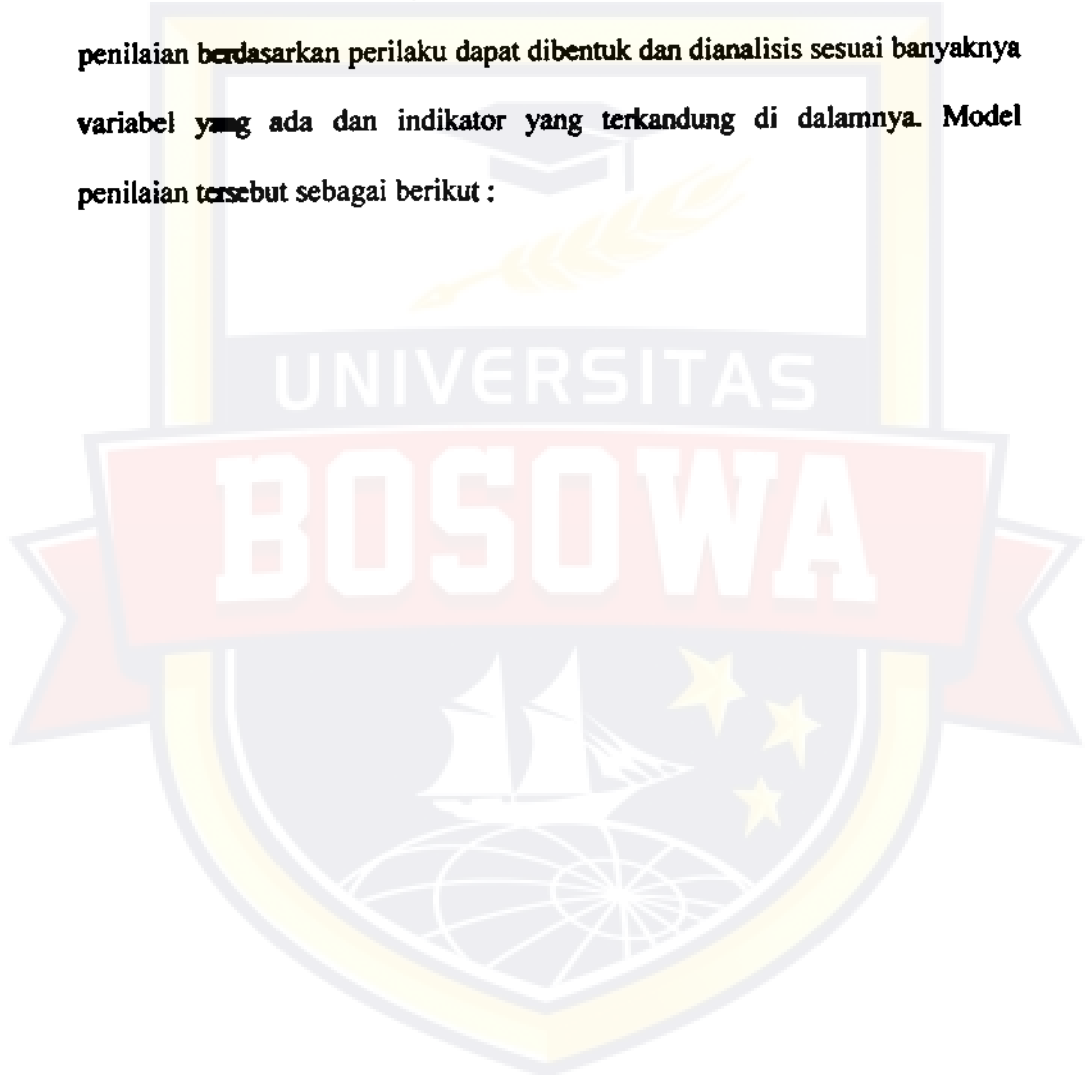 penilaian berdasarkan perilaku dapat dibentuk dan dianalisis sesuai banyaknya
variabel yang ada dan indikator yang terkandung di dalamnya. Model
penilaian tersebut sebagai berikut :
UNIVERSITAS
BOSOWA